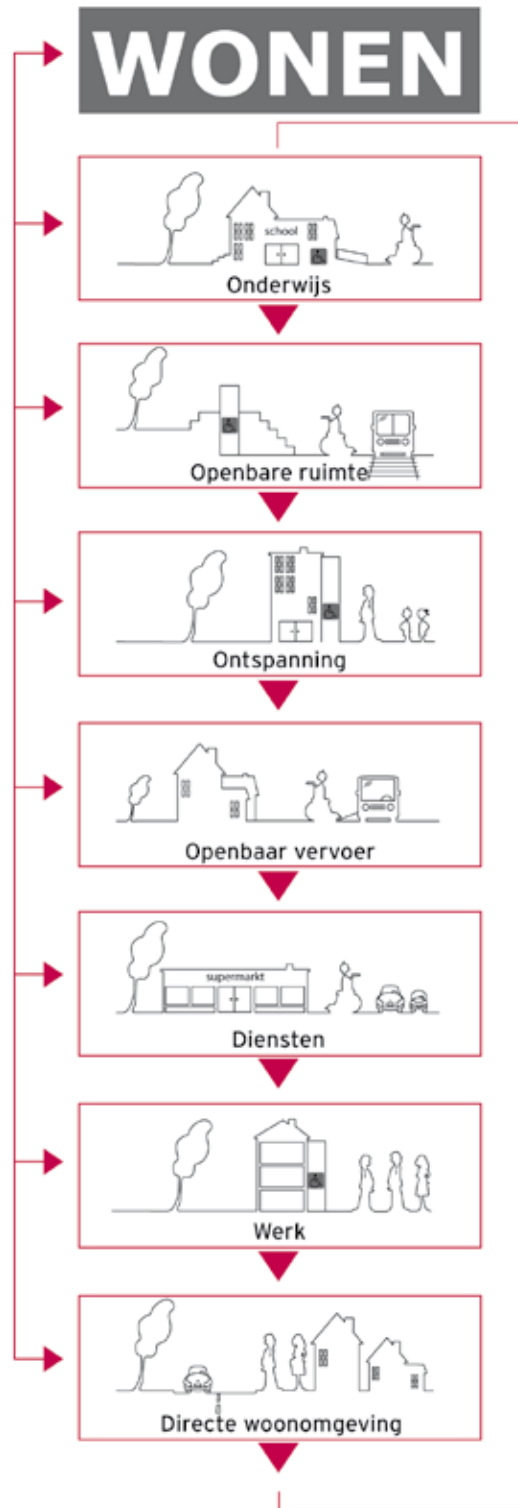 WONEN
school
Onderwijs
Openbare ruimte
Ontspanning
Openbaar vervoer
supermarkt
Diensten
Werk
Directe woonomgeving